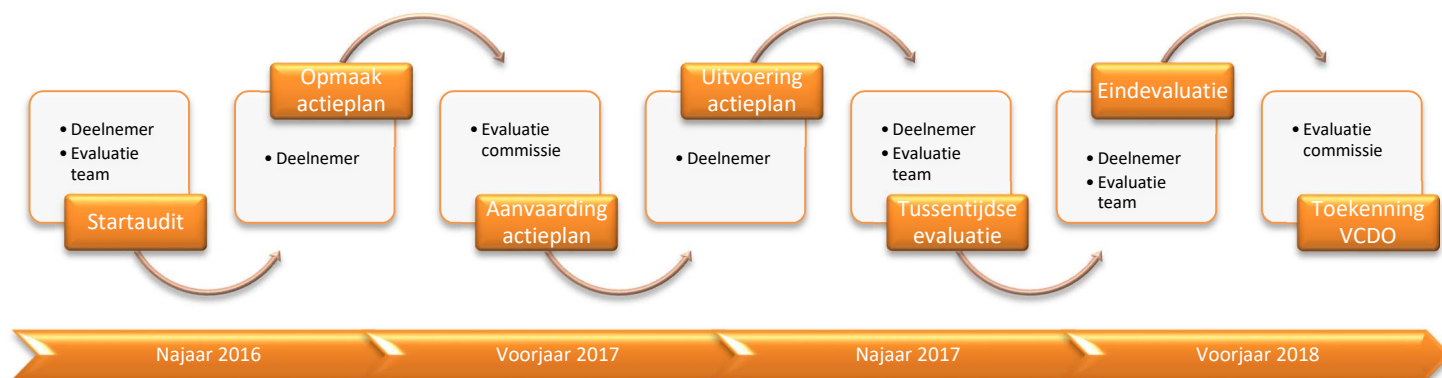 • Deelnemer
• Evaluatie
team
Startaudit
Opmaak
actieplan
• Deelnemer
• Evaluatie
commissie
Aanvaarding
actieplan
Uitvoering
actieplan
• Deelnemer
• Deelnemer
• Evaluatie
team
Tussentijdse
evaluatie
Eindevaluatie
• Deelnemer
• Evaluatie
team
• Evaluatie
commissie
Toekenning
VCDO
Najaar 2016
Voorjaar 2017
Najaar 2017
Voorjaar 2018